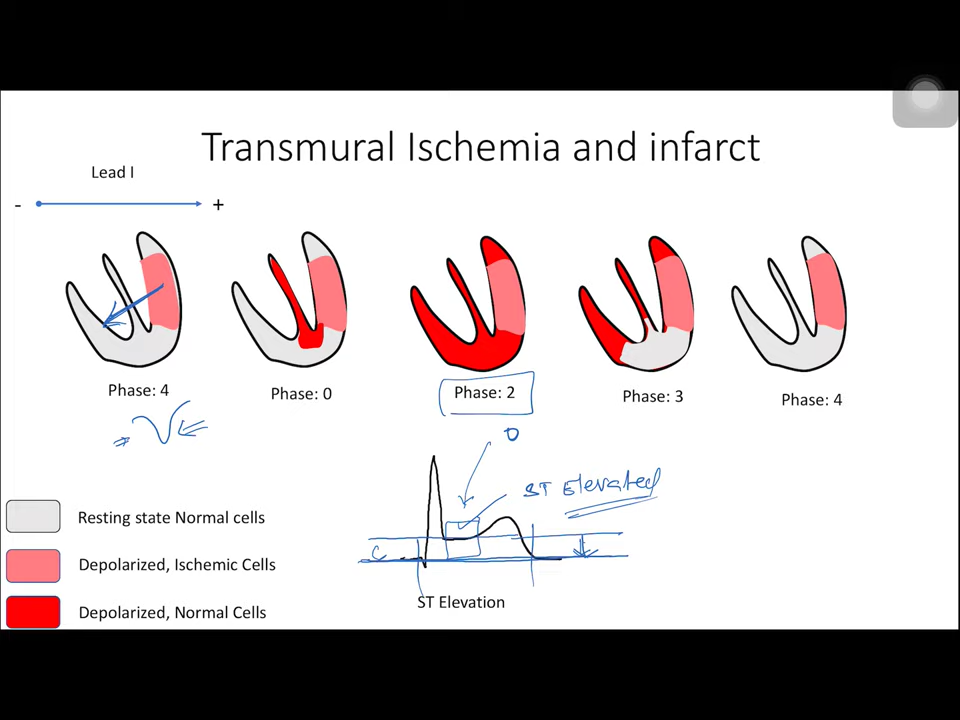 Transmural Ischemia and infarct
Lead I
- +
Phase: 4 Phase: 0 Phase: 2 Phase: 3 Phase: 4
0
ST Elevated
Resting state Normal cells
Depolarized, Ischemic Cells
Depolarized, Normal Cells
ST Elevation